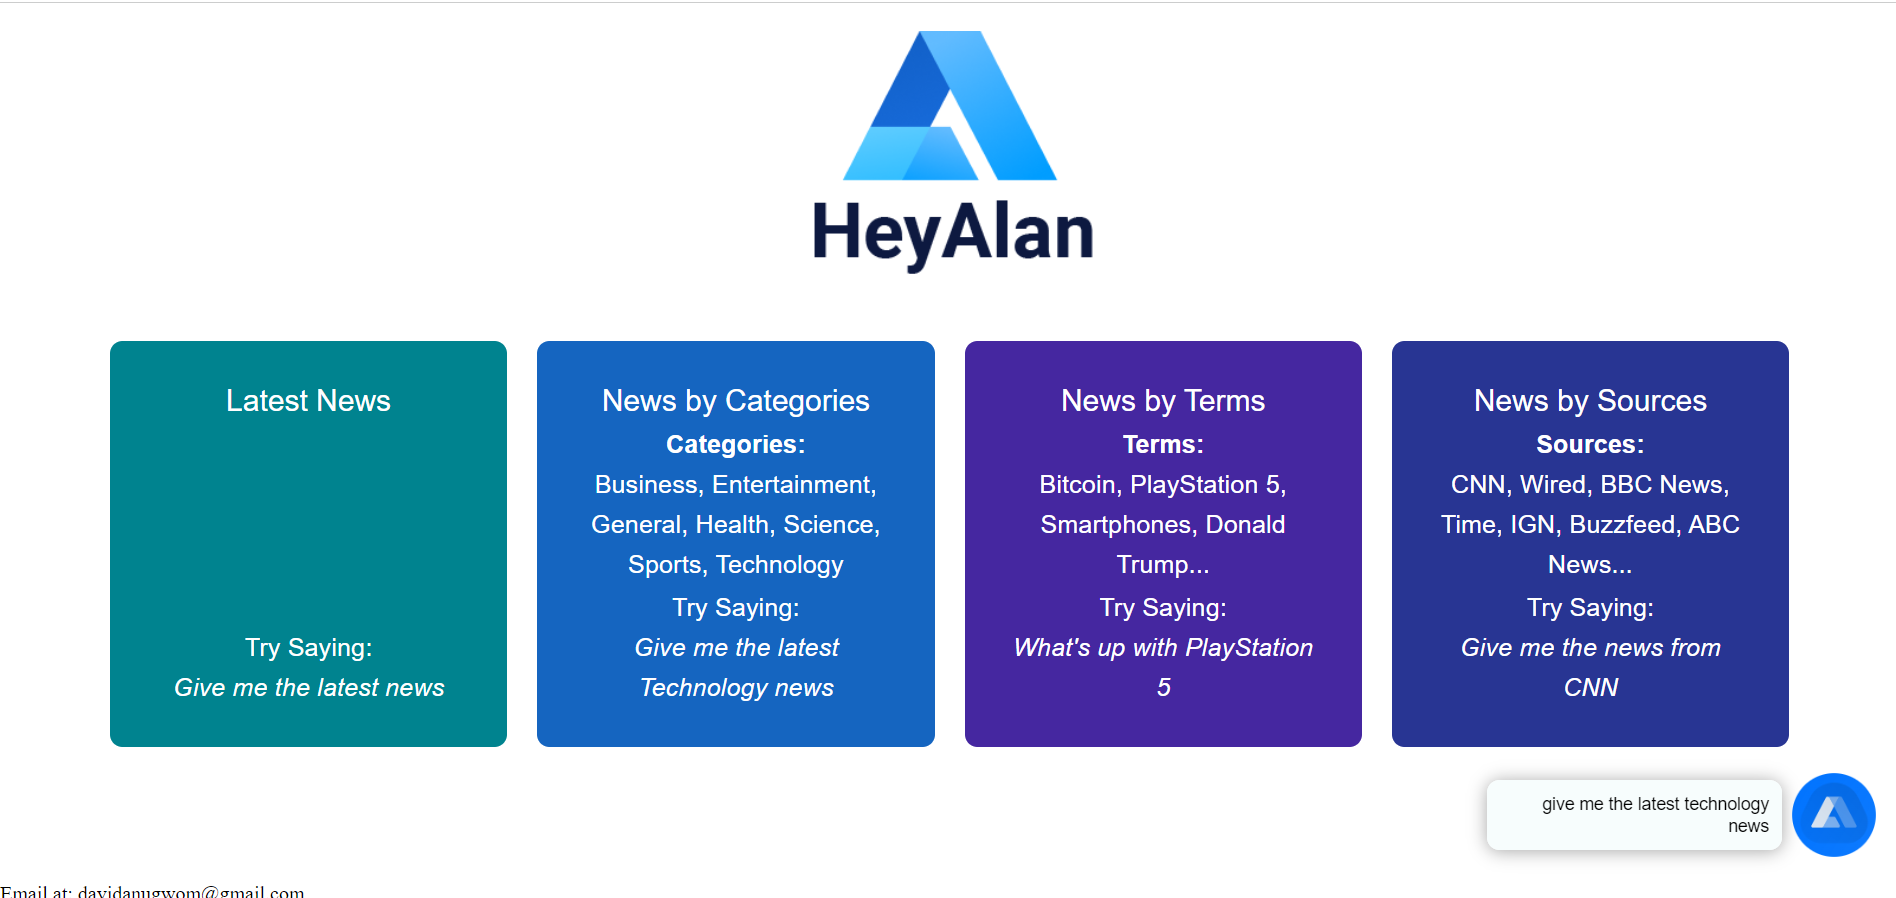 HeyAlan
Latest News
Try Saying:
Give me the latest news
News by Categories
Categories:
Business, Entertainment,
General, Health, Science,
Sports, Technology
Try Saying:
Give me the latest
Technology news
News by Terms
Terms:
Bitcoin, PlayStation 5,
Smartphones, Donald
Trump...
Try Saying:
What's up with PlayStation
5
News by Sources
Sources:
CNN, Wired, BBC News,
Time, IGN, Buzzfeed, ABC
News...
Try Saying:
Give me the news from
CNN
give me the latest technology
news
Email at: davidanugwom@gmail.com